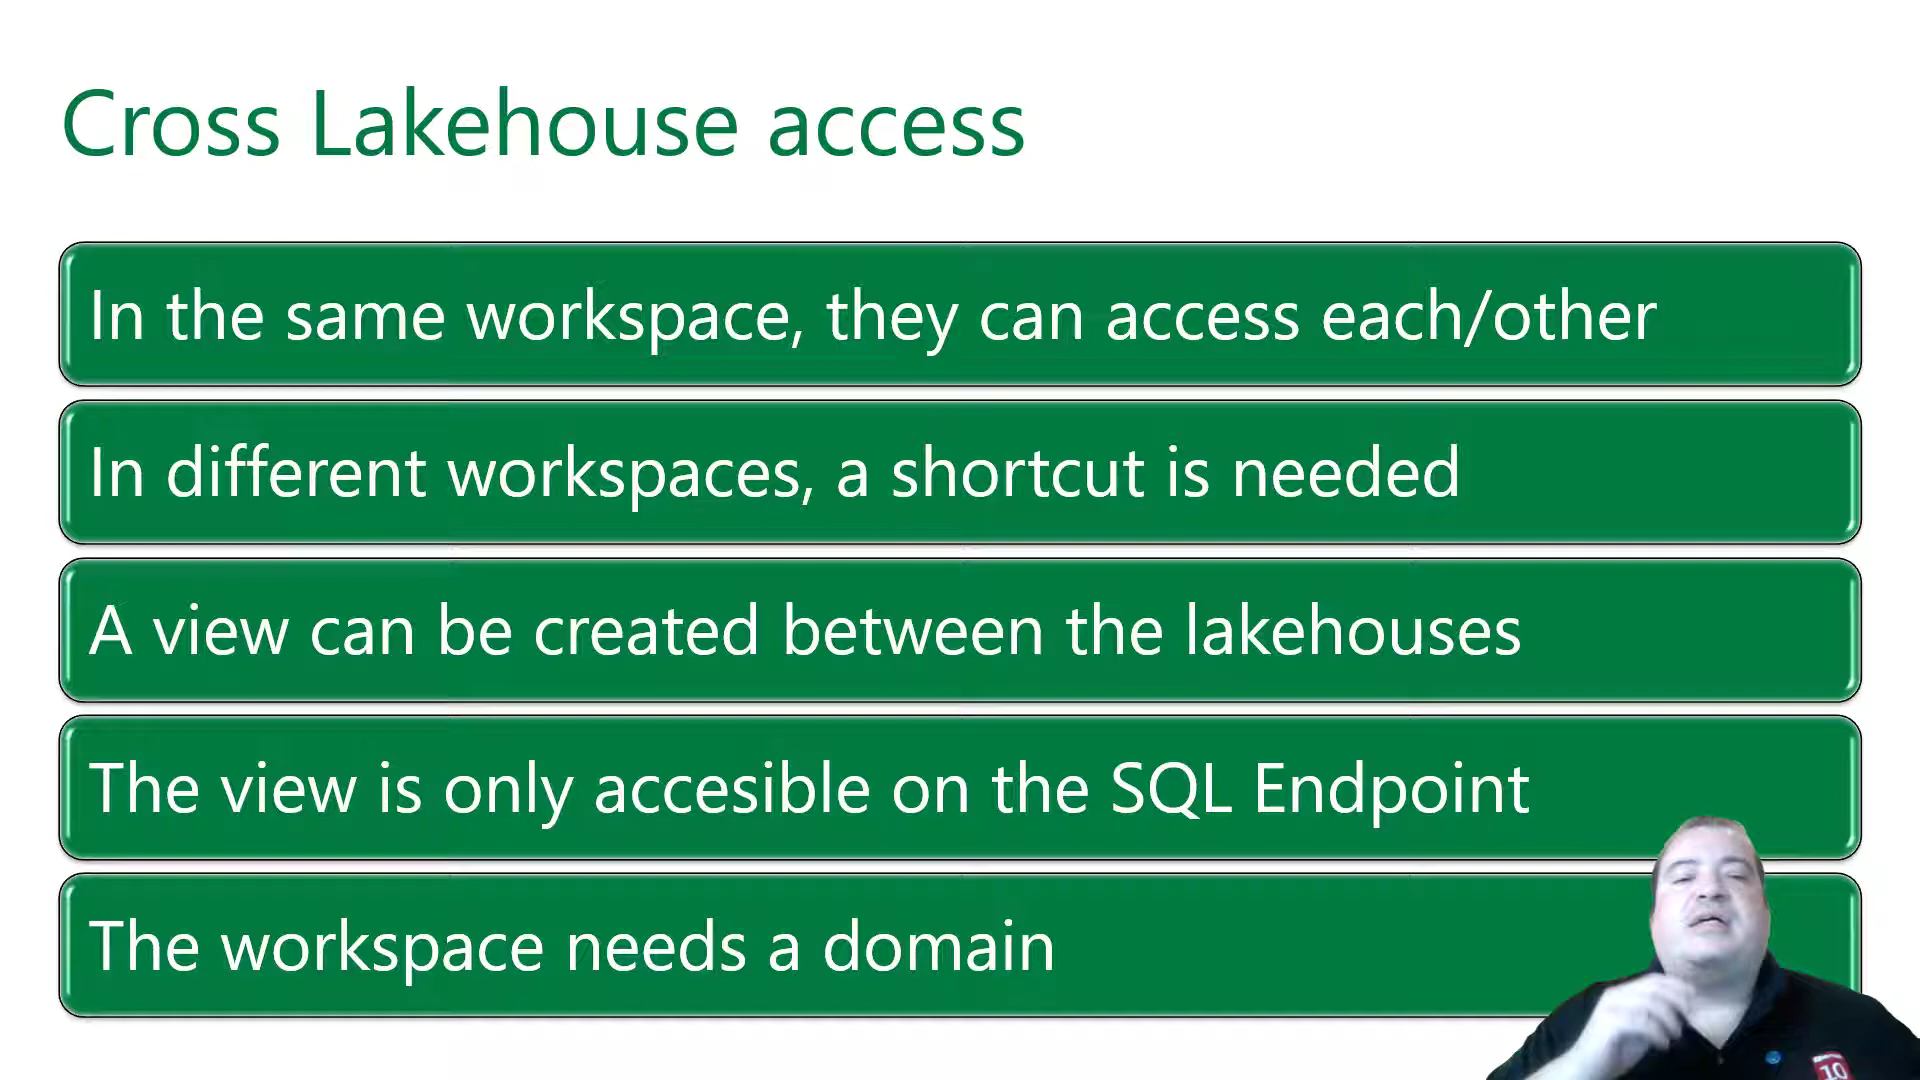 Cross Lakehouse access
In the same workspace, they can access each/other
In different workspaces, a shortcut is needed
A view can be created between the lakehouses
The view is only accesible on the SQL Endpoint
The workspace needs a domain
10